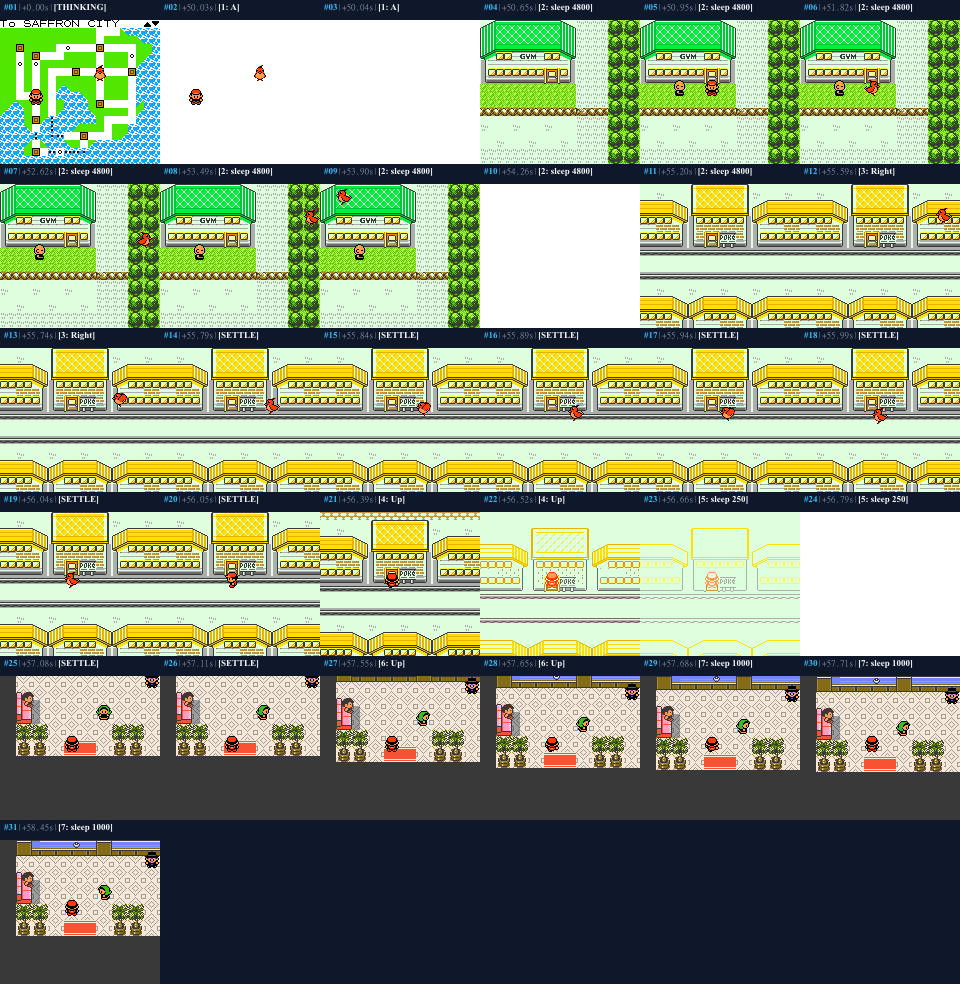 #01|+0.00s|[THINKING]
#02|+50.03s|[1: A]
#03|+50.04s|[1: A]
#04|+50.65s|[2: sleep 4800]
#05|+50.95s|[2: sleep 4800]
#06|+51.82s|[2: sleep 4800]
To SAFFRON CITY
GYM
GYM
GYM
#07|+52.62s|[2: sleep 4800]
#08|+53.49s|[2: sleep 4800]
#09|+53.90s|[2: sleep 4800]
#10|+54.26s|[2: sleep 4800]
#11|+55.20s|[2: sleep 4800]
#12|+55.59s|[3: Right]
GYM
GYM
GYM
POKé
POKé
#13|+55.74s|[3: Right]
#14|+55.79s|[SETTLE]
#15|+55.84s|[SETTLE]
#16|+55.89s|[SETTLE]
#17|+55.94s|[SETTLE]
#18|+55.99s|[SETTLE]
POKé
POKé
POKé
POKé
POKé
POKé
#19|+56.04s|[SETTLE]
#20|+56.05s|[SETTLE]
#21|+56.39s|[4: Up]
#22|+56.52s|[4: Up]
#23|+56.66s|[5: sleep 250]
#24|+56.79s|[5: sleep 250]
POKé
POKé
POKé
POKé
POKé
#25|+57.08s|[SETTLE]
#26|+57.11s|[SETTLE]
#27|+57.55s|[6: Up]
#28|+57.65s|[6: Up]
#29|+57.68s|[7: sleep 1000]
#30|+57.71s|[7: sleep 1000]
#31|+58.45s|[7: sleep 1000]